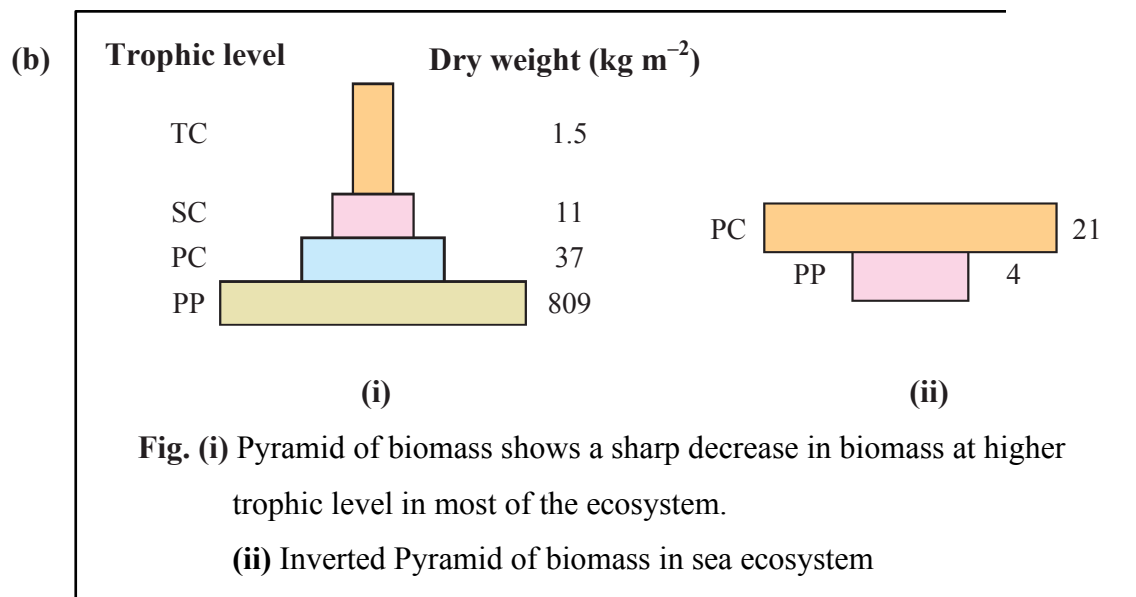 (b) Trophic level Dry weight (kg m⁻²)
TC 1.5
SC 11
PC 37
PP 809
PC 21
PP 4
(i) (ii)
Fig. (i) Pyramid of biomass shows a sharp decrease in biomass at higher
trophic level in most of the ecosystem.
(ii) Inverted Pyramid of biomass in sea ecosystem